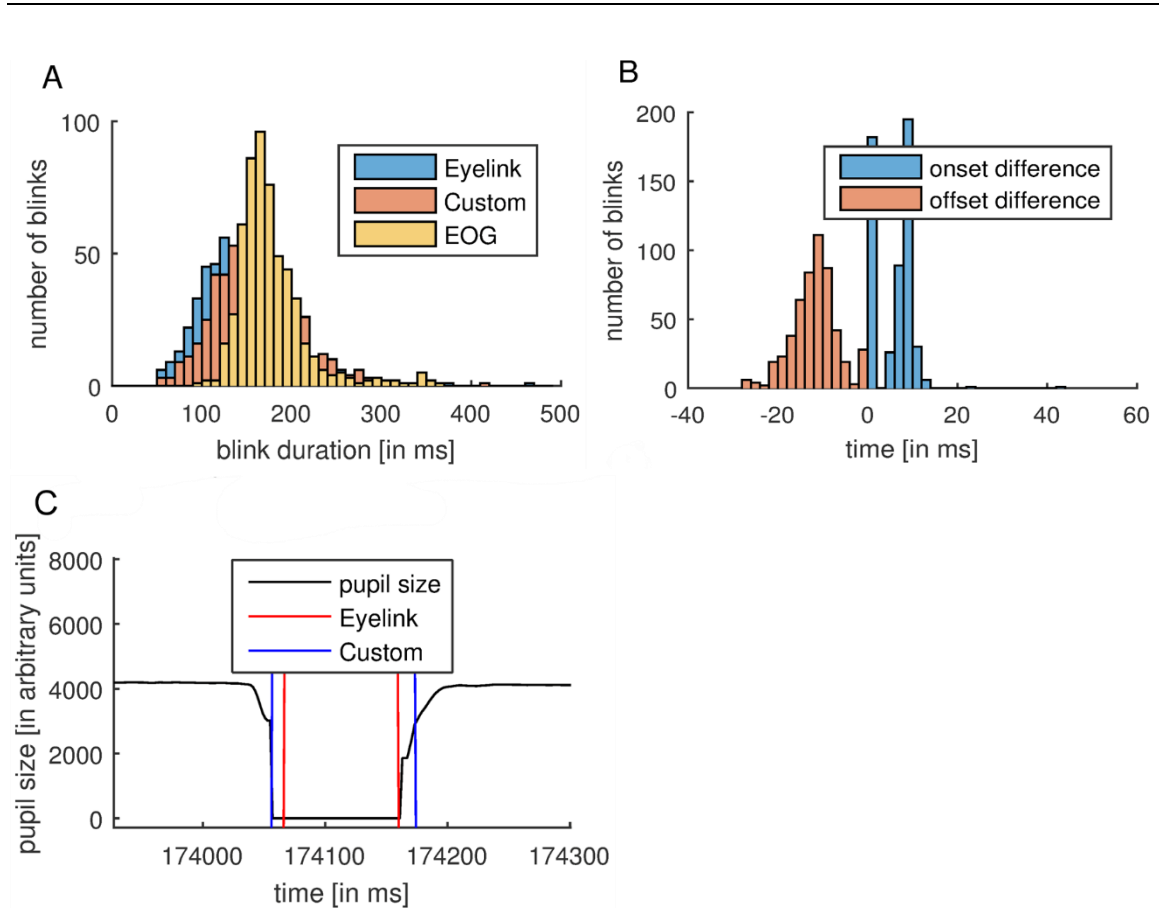 A
100
50
0
number of blinks
Eyelink
Custom
EOG
0 100 200 300 400 500
blink duration [in ms]
B
200
150
100
50
0
number of blinks
onset difference
offset difference
-40 -20 0 20 40 60
time [in ms]
C
8000
6000
4000
2000
0
pupil size [in arbitrary units]
pupil size
Eyelink
Custom
174000 174100 174200 174300
time [in ms]